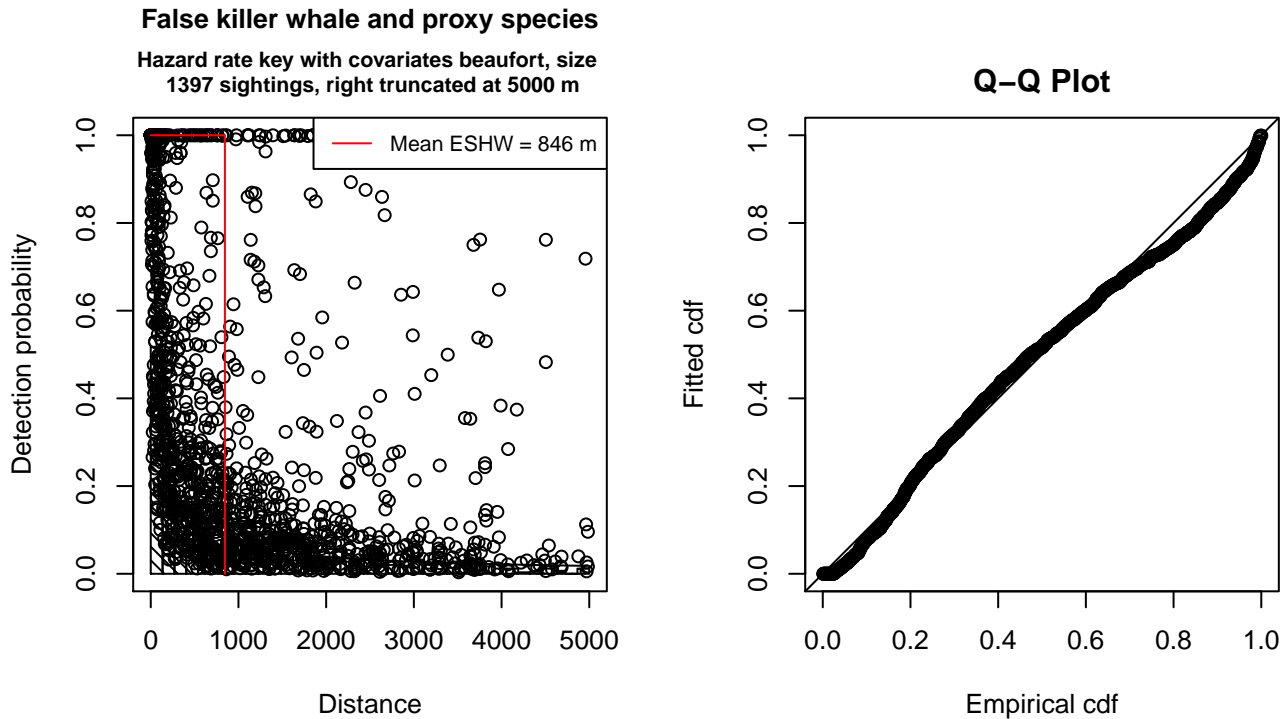 False killer whale and proxy species
Hazard rate key with covariates beaufort, size
1397 sightings, right truncated at 5000 m
Mean ESHW = 846 m
Detection probability
1.0
0.8
0.6
0.4
0.2
0.0
0 1000 2000 3000 4000 5000
Distance
Q−Q Plot
Fitted cdf
1.0
0.8
0.6
0.4
0.2
0.0
0.0 0.2 0.4 0.6 0.8 1.0
Empirical cdf